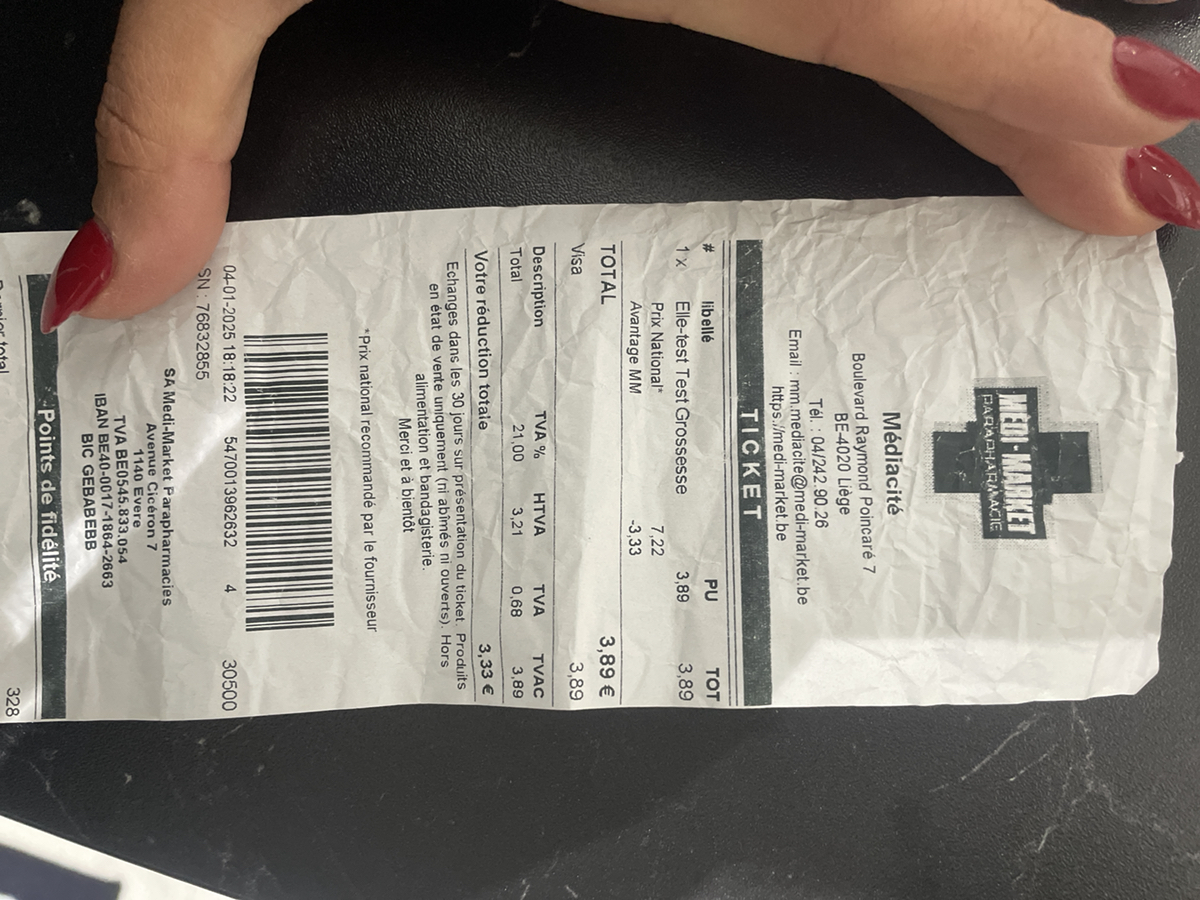 MEDI-MARKET
PARAPHARMACIE
Médiacité
Boulevard Raymond Poincaré 7
BE-4020 Liège
Tél. : 04/242.90.26
Email : mm.mediacite@medi-market.be
https://medi-market.be
TICKET
# libellé PU TOT
1 x Elle-test Test Grossesse 3,89 3,89
Prix National* 7,22
Avantage MM -3,33
TOTAL 3,89 €
Visa 3,89
Description TVA % HTVA TVA TVAC
Total 21,00 3,21 0,68 3,89
Votre réduction totale 3,33 €
Echanges dans les 30 jours sur présentation du ticket. Produits
en état de vente uniquement (ni abîmés ni ouverts). Hors
alimentation et bandagisterie.
Merci et à bientôt
*Prix national recommandé par le fournisseur
04-01-2025 18:18:22 5470013962632 4 30500
SN : 76832855
SA Medi-Market Parapharmacies
Avenue Cicéron 7
1140 Evere
TVA BE0545.833.054
IBAN BE40-0017-1864-2663
BIC GEBABEBB
Points de fidélité
total 328